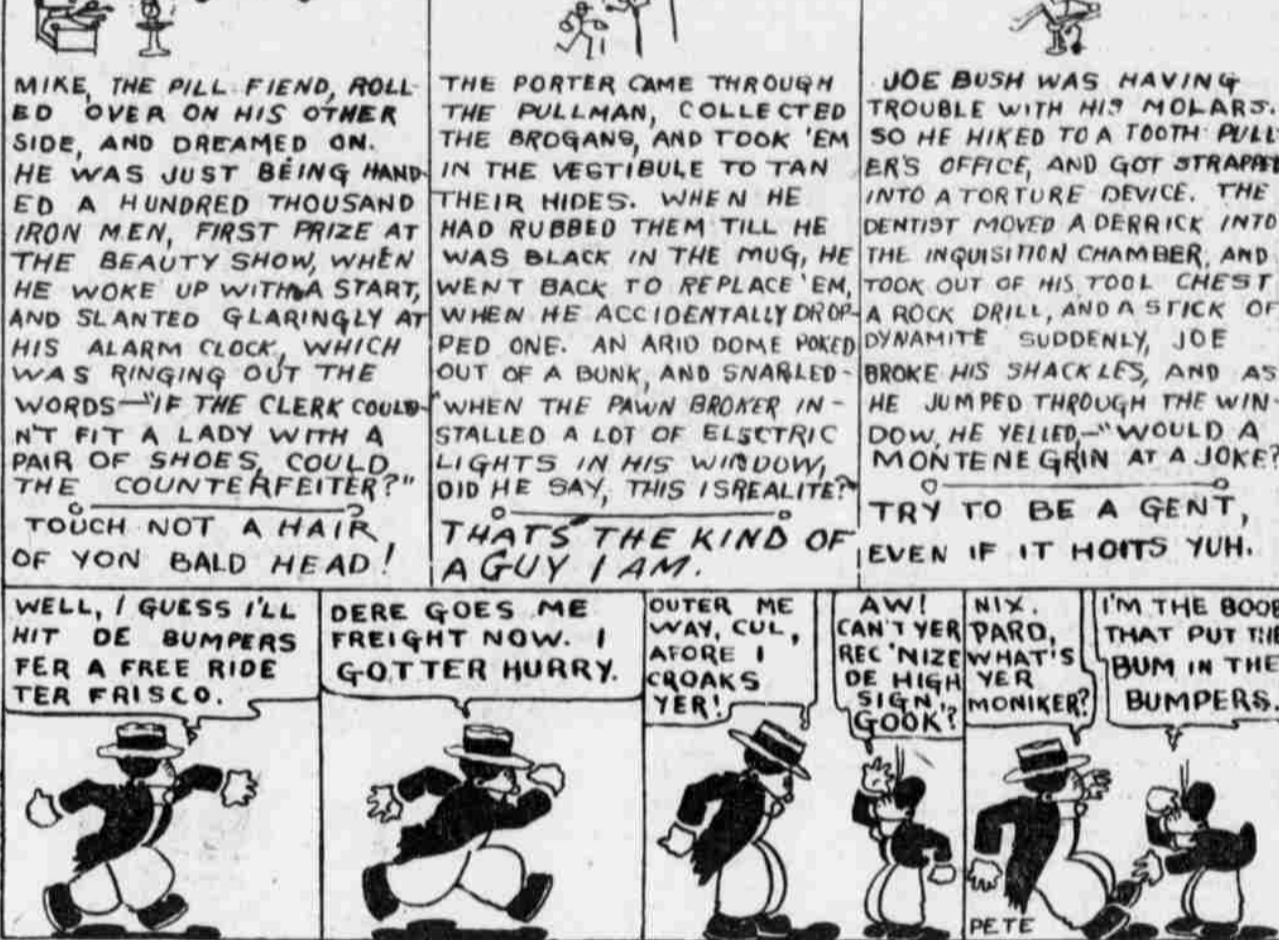 MIKE, THE PILL FIEND, ROLL-
ED OVER ON HIS OTHER
SIDE, AND DREAMED ON.
HE WAS JUST BEING HAND-
ED A HUNDRED THOUSAND
IRON MEN, FIRST PRIZE AT
THE BEAUTY SHOW, WHEN
HE WOKE UP WITH A START,
AND SLANTED GLARINGLY AT
HIS ALARM CLOCK, WHICH
WAS RINGING OUT THE
WORDS—"IF THE CLERK COULD-
N'T FIT A LADY WITH A
PAIR OF SHOES, COULD
THE COUNTERFEITER?"
TOUCH NOT A HAIR
OF YON BALD HEAD!
THE PORTER CAME THROUGH
THE PULLMAN, COLLECTED
THE BROGANS, AND TOOK 'EM
IN THE VESTIBULE TO TAN
THEIR HIDES. WHEN HE
HAD RUBBED THEM TILL HE
WAS BLACK IN THE MUG, HE
WENT BACK TO REPLACE 'EM,
WHEN HE ACCIDENTALLY DROP-
PED ONE. AN ARID DOME POKED
OUT OF A BUNK, AND SNARLED-
"WHEN THE PAWN BROKER IN-
STALLED A LOT OF ELSCTRIC
LIGHTS IN HIS WINDOW,
DID HE SAY, THIS ISREALITE?"
THATS THE KIND OF
A GUY I AM.
JOE BUSH WAS HAVING
TROUBLE WITH HIS MOLARS.
SO HE HIKED TO A TOOTH PULL
ER'S OFFICE, AND GOT STRAPPED
INTO A TORTURE DEVICE. THE
DENTIST MOVED A DERRICK INTO
THE INQUISITION CHAMBER, AND
TOOK OUT OF HIS TOOL CHEST
A ROCK DRILL, AND A STICK OF
DYNAMITE SUDDENLY, JOE
BROKE HIS SHACKLES, AND AS
HE JUMPED THROUGH THE WIN-
DOW, HE YELLED,—"WOULD A
MONTENEGRIN AT A JOKE?
TRY TO BE A GENT,
EVEN IF IT HOITS YUH.
WELL, I GUESS I'LL
HIT DE BUMPERS
FER A FREE RIDE
TER FRISCO.
DERE GOES ME
FREIGHT NOW. I
GOTTER HURRY.
OUTER ME
WAY, CUL,
AFORE I
CROAKS
YER!
AW!
CAN'T YER
REC'NIZE
DE HIGH
SIGN,
GOOK?
NIX.
PARD,
WHAT'S
YER
MONIKER?
I'M THE BOOB
THAT PUT THE
BUM IN THE
BUMPERS.
PETE